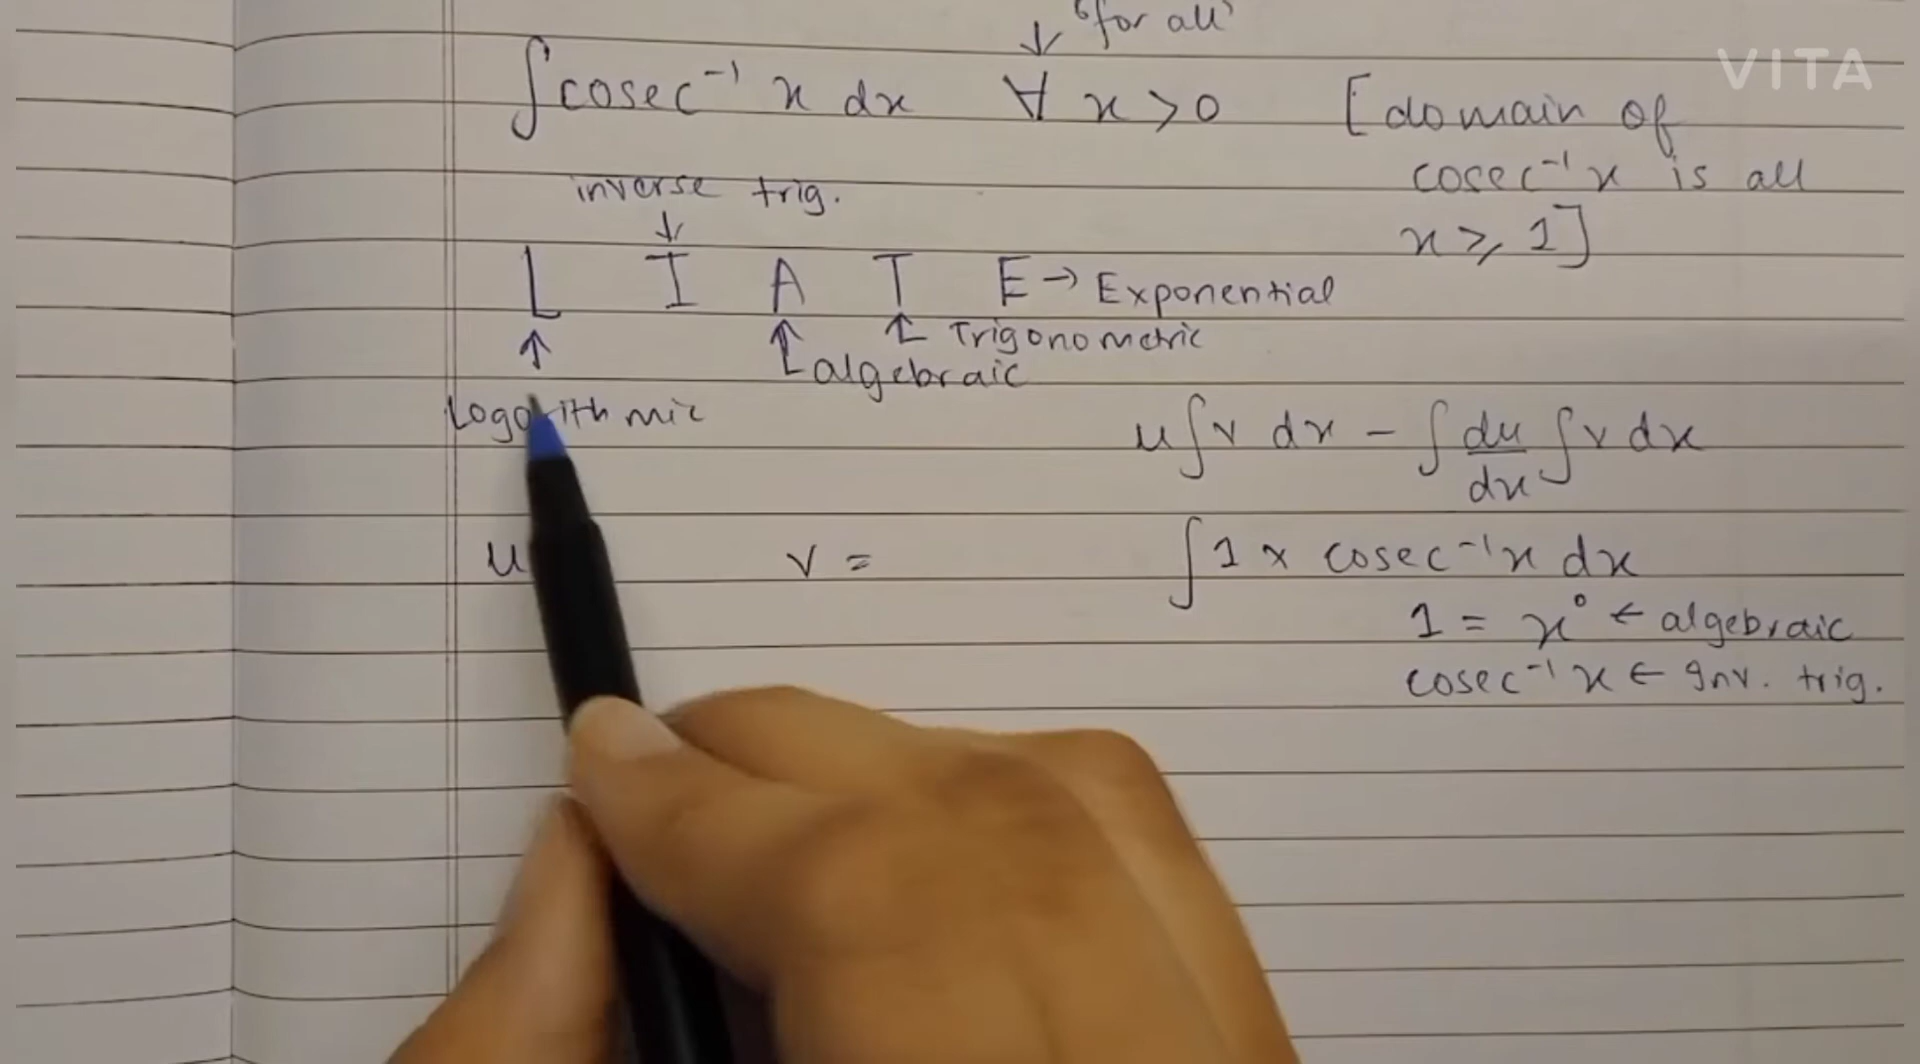 VITA
"for all"
↓
∫cosec⁻¹ x dx ∀ x>0 [domain of
cosec⁻¹x is all
x ≥ 1]
inverse trig.
↓
L I A T E → Exponential
Trigonometric
algebraic
Logarithmic
u∫v dx - ∫du/dx ∫v dx
u v =
∫1 × cosec⁻¹x dx
1 = x⁰ ← algebraic
cosec⁻¹ x ← Inv. trig.